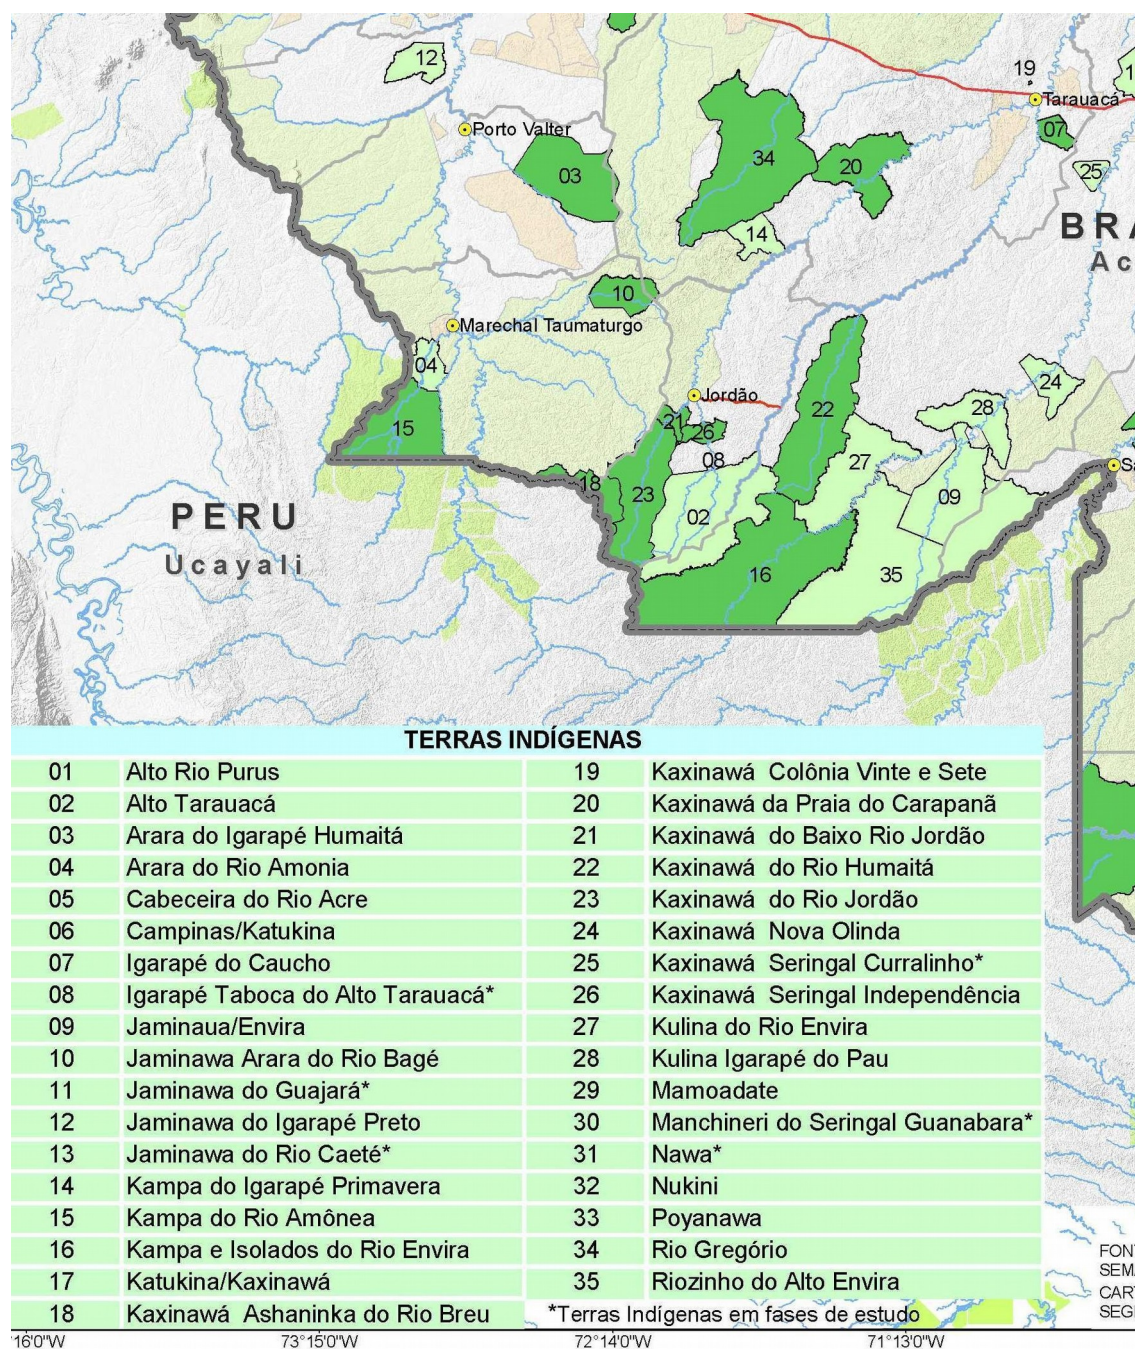 12
19
Tarauacá
Porto Valter
07
34
03
20
25
14
BRA
Ac
10
Marechal Taumaturgo
04
Jordão
24
28
22
15
21
26
08
27
18
23
09
Sa
02
PERU
Ucayali
16
35
TERRAS INDÍGENAS
01 Alto Rio Purus 19 Kaxinawá Colônia Vinte e Sete
02 Alto Tarauacá 20 Kaxinawá da Praia do Carapanã
03 Arara do Igarapé Humaitá 21 Kaxinawá do Baixo Rio Jordão
04 Arara do Rio Amonia 22 Kaxinawá do Rio Humaitá
05 Cabeceira do Rio Acre 23 Kaxinawá do Rio Jordão
06 Campinas/Katukina 24 Kaxinawá Nova Olinda
07 Igarapé do Caucho 25 Kaxinawá Seringal Curralinho*
08 Igarapé Taboca do Alto Tarauacá* 26 Kaxinawá Seringal Independência
09 Jaminaua/Envira 27 Kulina do Rio Envira
10 Jaminawa Arara do Rio Bagé 28 Kulina Igarapé do Pau
11 Jaminawa do Guajará* 29 Mamoadate
12 Jaminawa do Igarapé Preto 30 Manchineri do Seringal Guanabara*
13 Jaminawa do Rio Caeté* 31 Nawa*
14 Kampa do Igarapé Primavera 32 Nukini
15 Kampa do Rio Amônea 33 Poyanawa
16 Kampa e Isolados do Rio Envira 34 Rio Gregório
17 Katukina/Kaxinawá 35 Riozinho do Alto Envira
18 Kaxinawá Ashaninka do Rio Breu *Terras Indígenas em fases de estudo
FON
SEM
CAR
SEG
'16'0"W 73°15'0"W 72°14'0"W 71°13'0"W